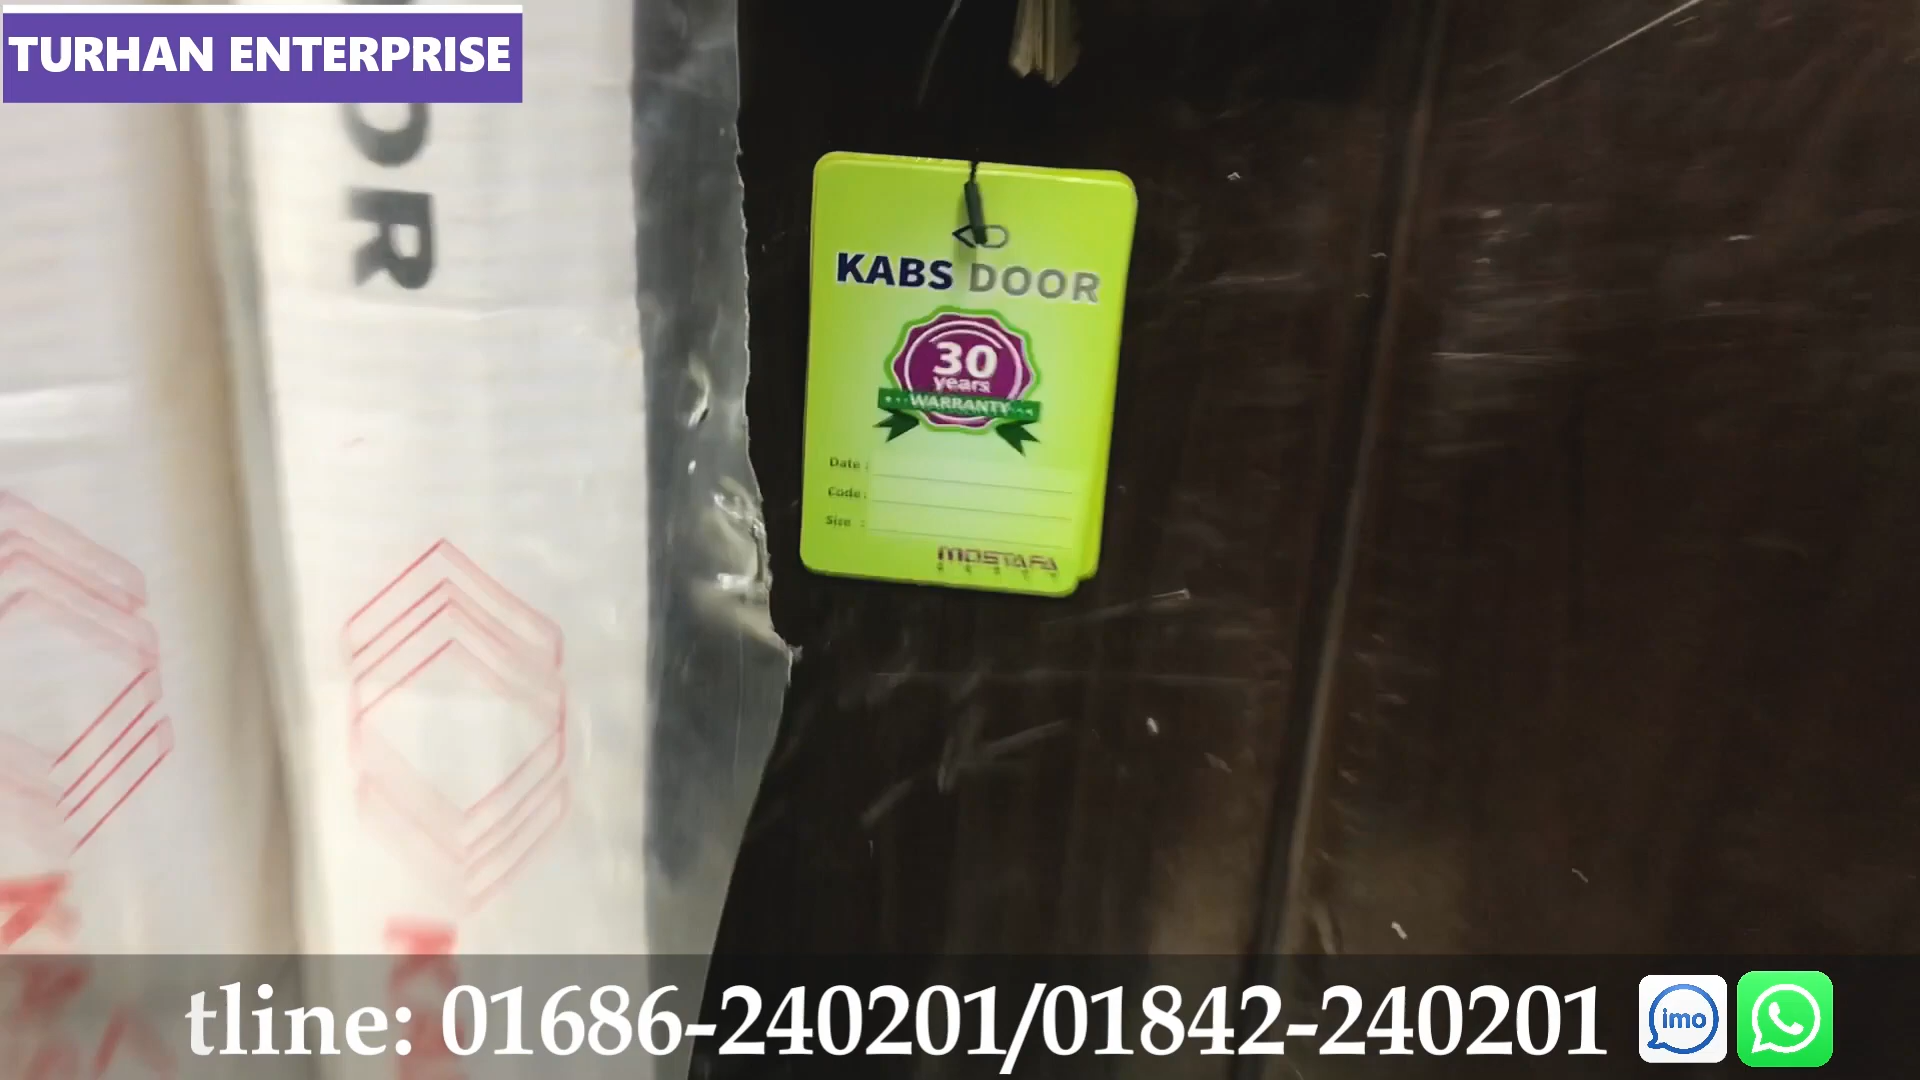 TURHAN ENTERPRISE
OR
KABS DOOR
30
years
WARRANTY
Date :
Code :
Size :
MOSTAFA
tline: 01686-240201/01842-240201
imo